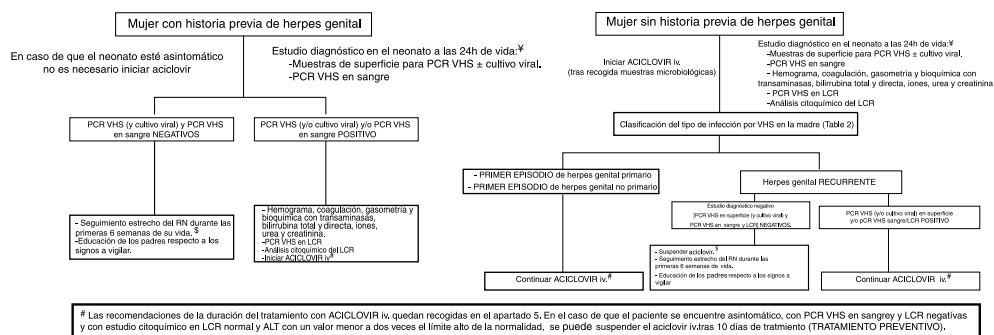 Mujer con historia previa de herpes genital
En caso de que el neonato esté asintomático
no es necesario iniciar aciclovir
Estudio diagnóstico en el neonato a las 24h de vida:¥
-Muestras de superficie para PCR VHS ± cultivo viral.
-PCR VHS en sangre
PCR VHS (y cultivo viral) y PCR VHS
en sangre NEGATIVOS
PCR VHS (y/o cultivo viral) y/o PCR VHS
en sangre POSITIVO
- Seguimiento estrecho del RN durante las
primeras 6 semanas de su vida. $
-Educación de los padres respecto a los
signos a vigilar.
- Hemograma, coagulación, gasometría y
bioquímica con transaminasas,
bilirrubina total y directa, iones,
urea y creatinina.
-PCR VHS en LCR
-Análisis citoquímico del LCR
-Iniciar ACICLOVIR iv#
Mujer sin historia previa de herpes genital
Iniciar ACICLOVIR iv.
(tras recogida muestras microbiológicas)
Estudio diagnóstico en el neonato a las 24h de vida:¥
-Muestras de superficie para PCR VHS ± cultivo viral.
-PCR VHS en sangre
- Hemograma, coagulación, gasometría y bioquímica con
transaminasas, bilirrubina total y directa, iones, urea y creatinina
- PCR VHS en LCR
-Análisis citoquímico del LCR
Clasificación del tipo de infección por VHS en la madre (Table 2)
- PRIMER EPISODIO de herpes genital primario
- PRIMER EPISODIO de herpes genital no primario
Herpes genital RECURRENTE
Estudio diagnóstico negativo
[PCR VHS en superficie (y cultivo viral) y
PCR VHS en sangre y LCR] NEGATIVOS.
PCR VHS (y/o cultivo viral) en superficie
y/o pCR VHS sangre/LCR POSITIVO
Continuar ACICLOVIR iv.#
- Suspender aciclovir.$
- Seguimiento estrecho del RN durante las
primeras 6 semanas de vida.
- Educación de los padres respecto a los signos a
vigilar
Continuar ACICLOVIR iv.#
# Las recomendaciones de la duración del tratamiento con ACICLOVIR iv. quedan recogidas en el apartado 5. En el caso de que el paciente se encuentre asintomático, con PCR VHS en sangrey y LCR negativas
y con estudio citoquímico en LCR normal y ALT con un valor menor a dos veces el límite alto de la normalidad, se puede suspender el aciclovir iv.tras 10 días de tratmiento (TRATAMIENTO PREVENTIVO).